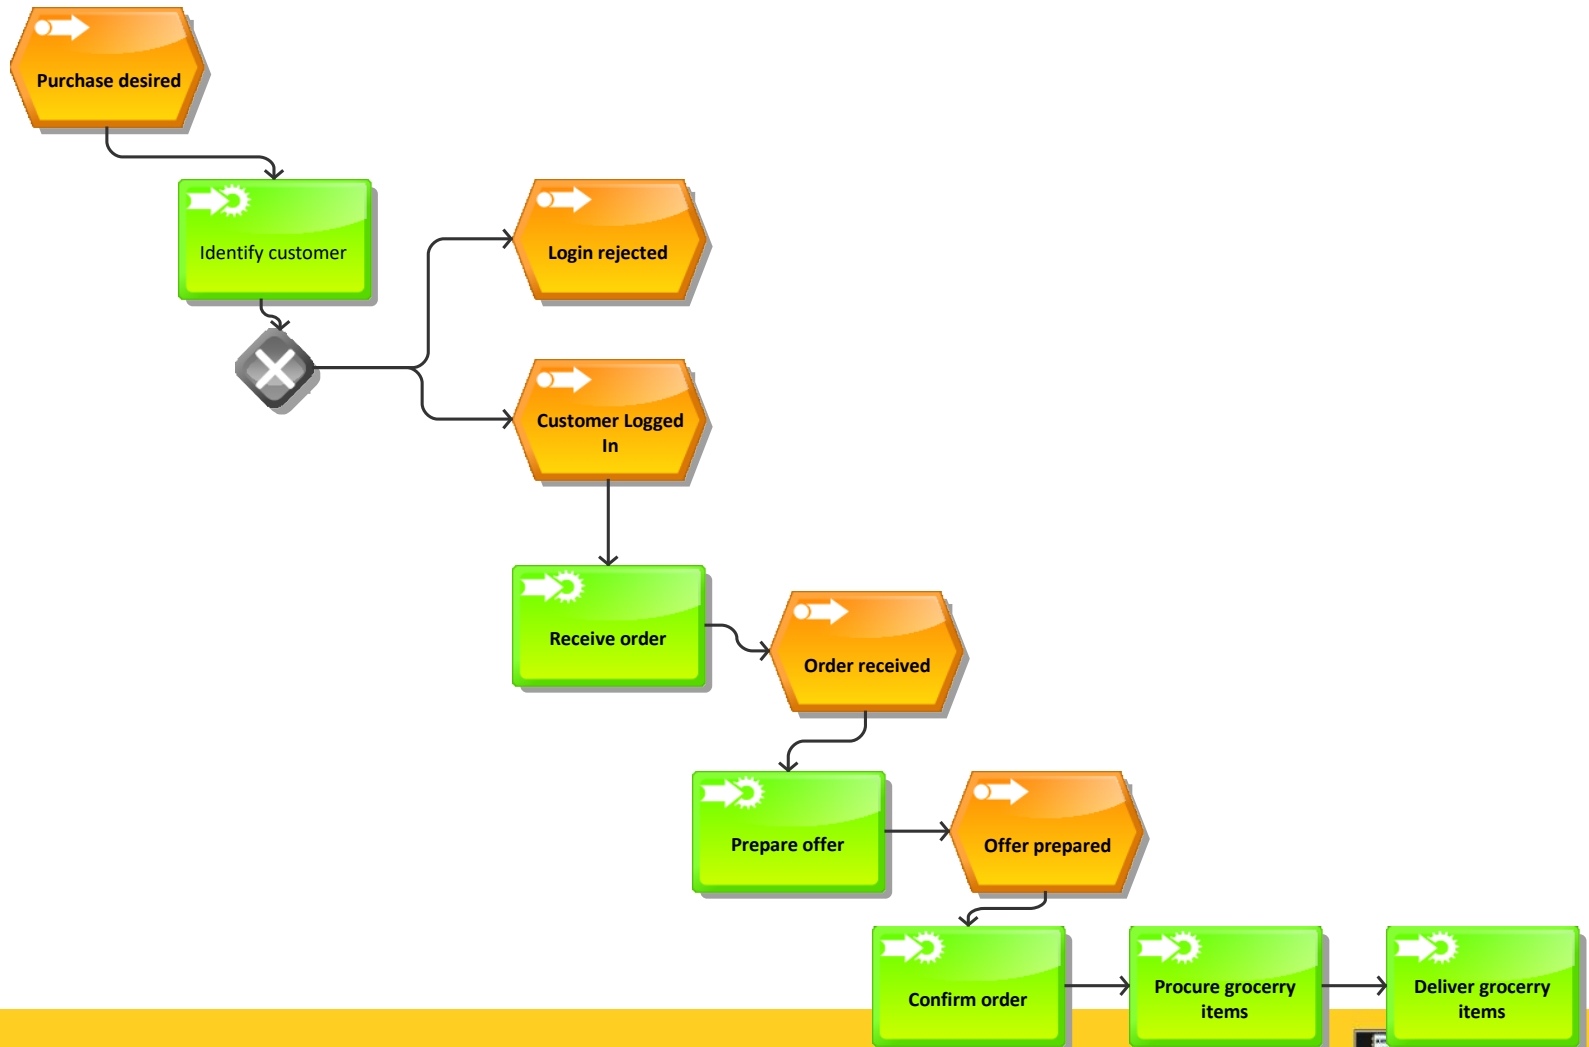 Purchase desired
Identify customer
Login rejected
Customer Logged
In
Receive order
Order received
Prepare offer
Offer prepared
Confirm order
Procure grocerry
items
Deliver grocerry
items